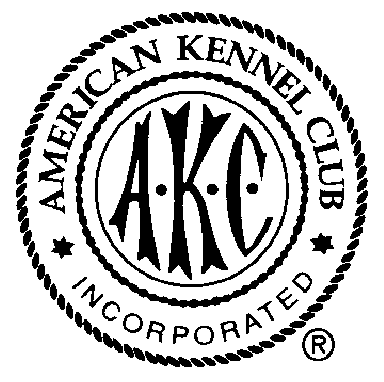 AMERICAN KENNEL CLUB
A·K·C·
INCORPORATED
®